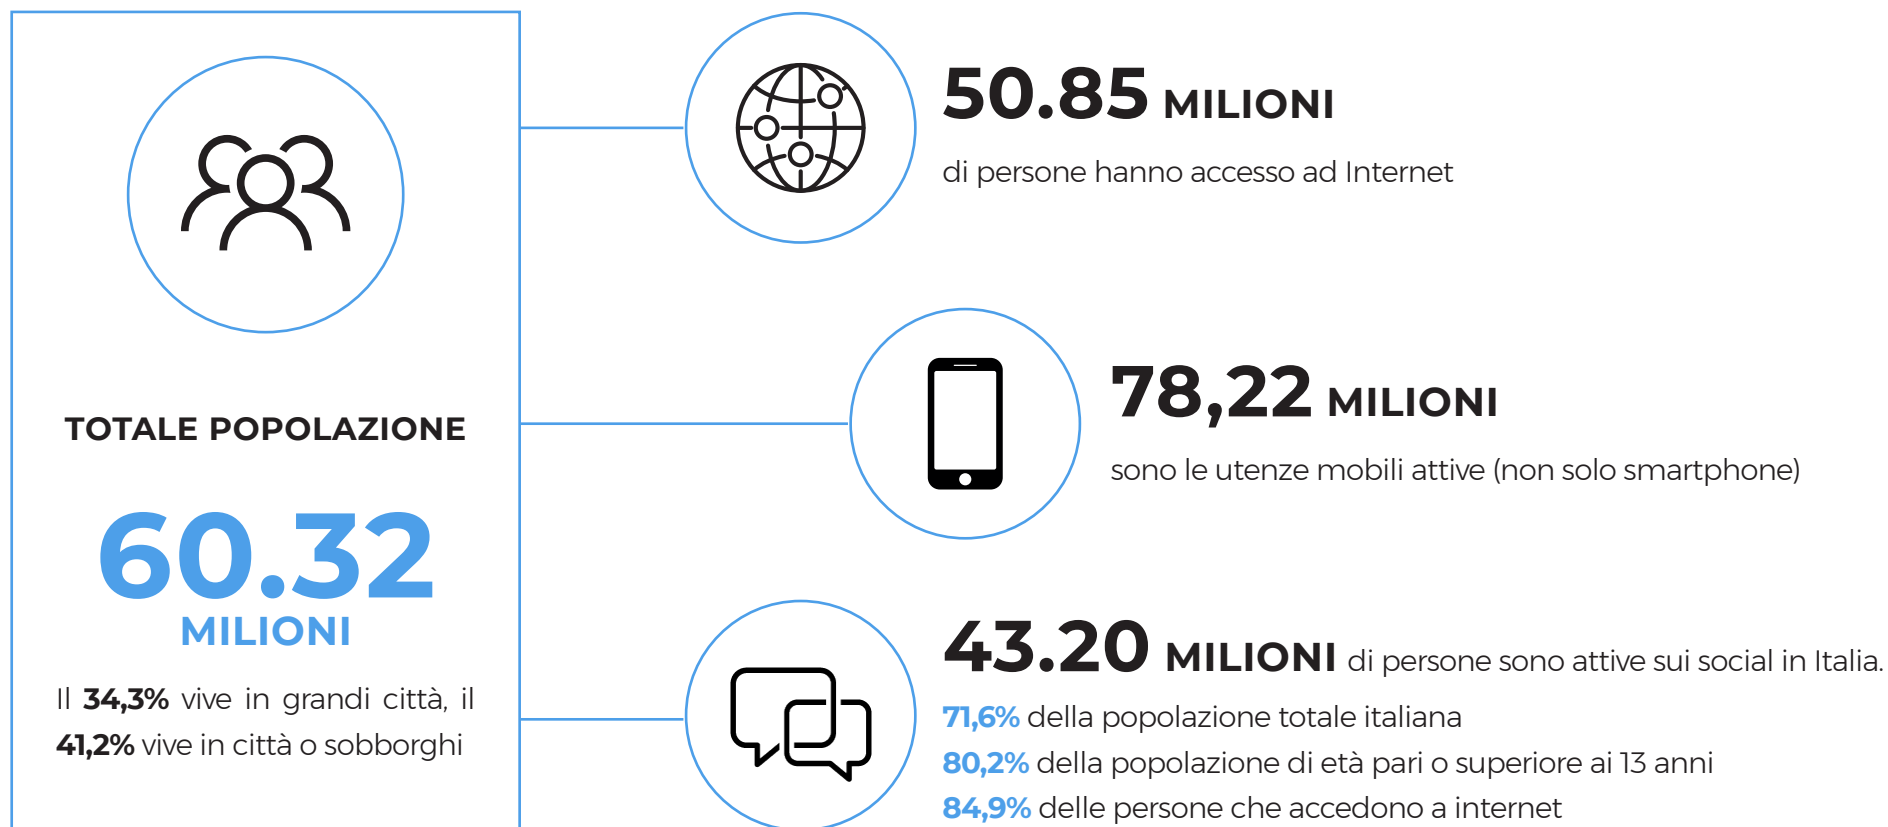 TOTALE POPOLAZIONE
60.32
MILIONI
Il 34,3% vive in grandi città, il
41,2% vive in città o sobborghi
50.85 MILIONI
di persone hanno accesso ad Internet
78,22 MILIONI
sono le utenze mobili attive (non solo smartphone)
43.20 MILIONI di persone sono attive sui social in Italia.
71,6% della popolazione totale italiana
80,2% della popolazione di età pari o superiore ai 13 anni
84,9% delle persone che accedono a internet